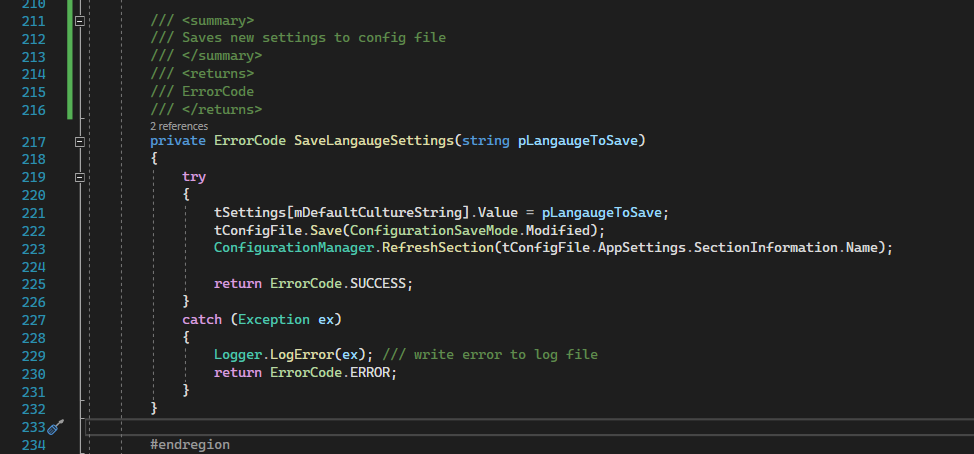 210
211 /// <summary>
212 /// Saves new settings to config file
213 /// </summary>
214 /// <returns>
215 /// ErrorCode
216 /// </returns>
2 references
217 private ErrorCode SaveLangaugeSettings(string pLangaugeToSave)
218 {
219 try
220 {
221 tSettings[mDefaultCultureString].Value = pLangaugeToSave;
222 tConfigFile.Save(ConfigurationSaveMode.Modified);
223 ConfigurationManager.RefreshSection(tConfigFile.AppSettings.SectionInformation.Name);
224
225 return ErrorCode.SUCCESS;
226 }
227 catch (Exception ex)
228 {
229 Logger.LogError(ex); /// write error to log file
230 return ErrorCode.ERROR;
231 }
232 }
233
234 #endregion